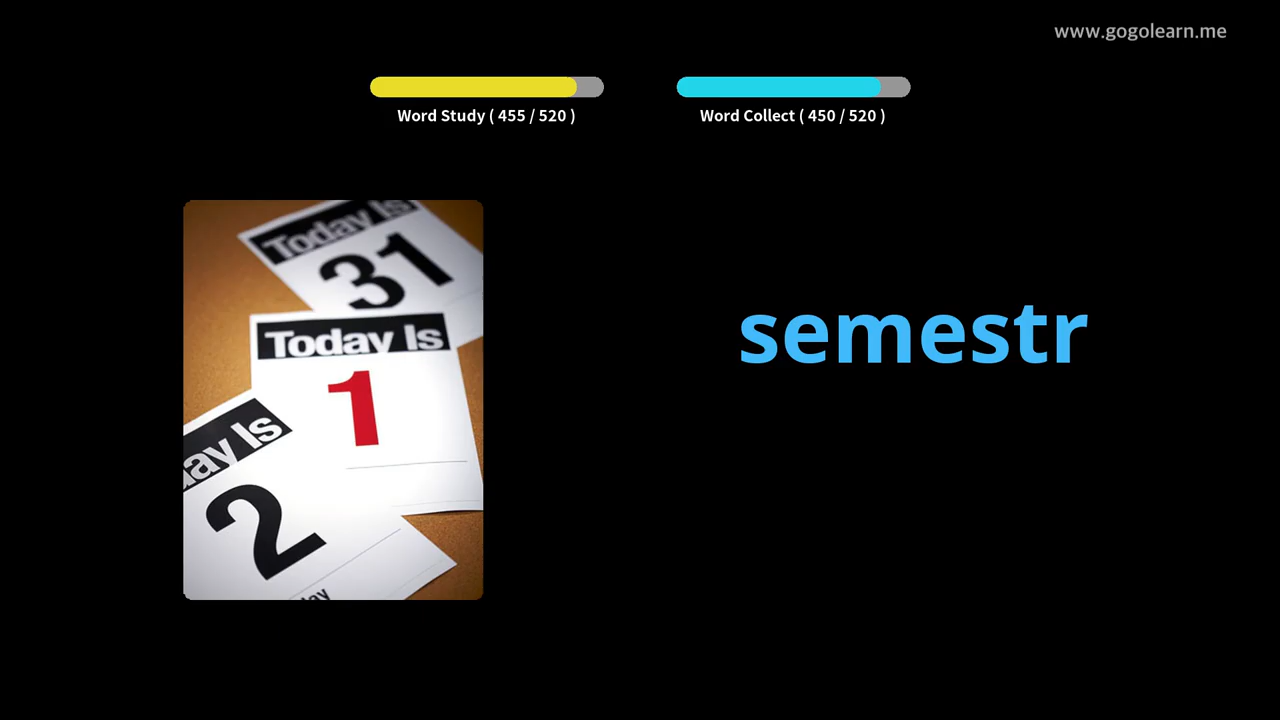 www.gogolearn.me
Word Study ( 455 / 520 )
Word Collect ( 450 / 520 )
Today Is
31
Today Is
1
semestr
ay Is
2
ay